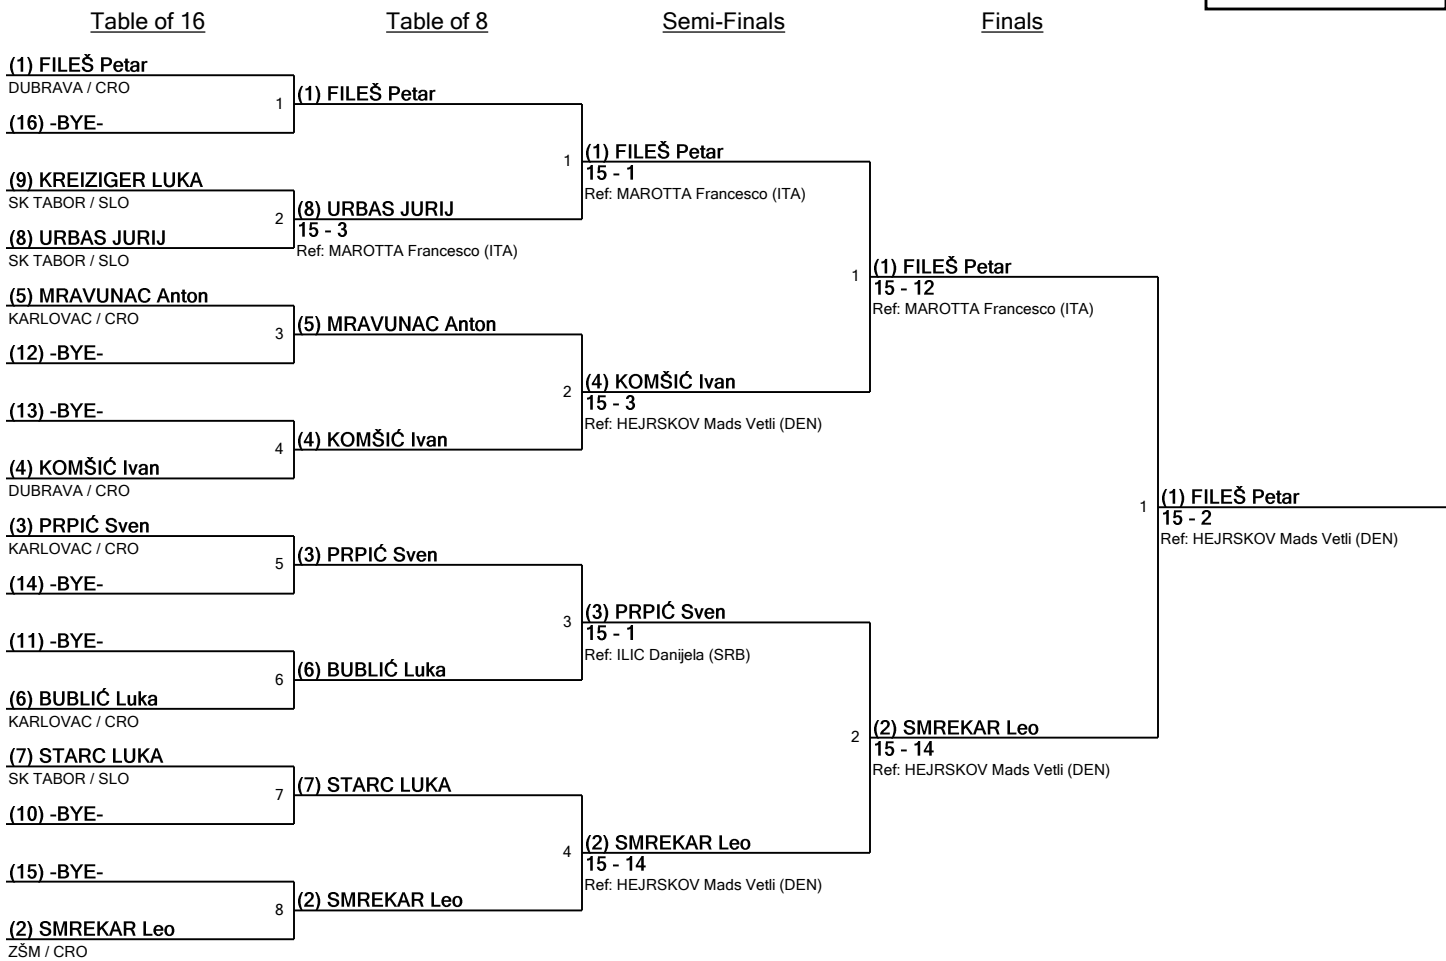 Table of 16
Table of 8
Semi-Finals
Finals
(1) FILEŠ Petar
DUBRAVA / CRO
1
(16) -BYE-
(9) KREIZIGER LUKA
SK TABOR / SLO
2
(8) URBAS JURIJ
SK TABOR / SLO
(5) MRAVUNAC Anton
KARLOVAC / CRO
3
(12) -BYE-
(13) -BYE-
4
(4) KOMŠIĆ Ivan
DUBRAVA / CRO
(3) PRPIĆ Sven
KARLOVAC / CRO
5
(14) -BYE-
(11) -BYE-
6
(6) BUBLIĆ Luka
KARLOVAC / CRO
(7) STARC LUKA
SK TABOR / SLO
7
(10) -BYE-
(15) -BYE-
8
(2) SMREKAR Leo
ZŠM / CRO
(1) FILEŠ Petar
1
(8) URBAS JURIJ
15 - 3
Ref: MAROTTA Francesco (ITA)
(5) MRAVUNAC Anton
2
(4) KOMŠIĆ Ivan
(3) PRPIĆ Sven
3
(6) BUBLIĆ Luka
(7) STARC LUKA
4
(2) SMREKAR Leo
(1) FILEŠ Petar
15 - 1
Ref: MAROTTA Francesco (ITA)
1
(4) KOMŠIĆ Ivan
15 - 3
Ref: HEJRSKOV Mads Vetli (DEN)
(3) PRPIĆ Sven
15 - 1
Ref: ILIC Danijela (SRB)
2
(2) SMREKAR Leo
15 - 14
Ref: HEJRSKOV Mads Vetli (DEN)
(1) FILEŠ Petar
15 - 12
Ref: MAROTTA Francesco (ITA)
1
(2) SMREKAR Leo
15 - 14
Ref: HEJRSKOV Mads Vetli (DEN)
(1) FILEŠ Petar
15 - 2
Ref: HEJRSKOV Mads Vetli (DEN)